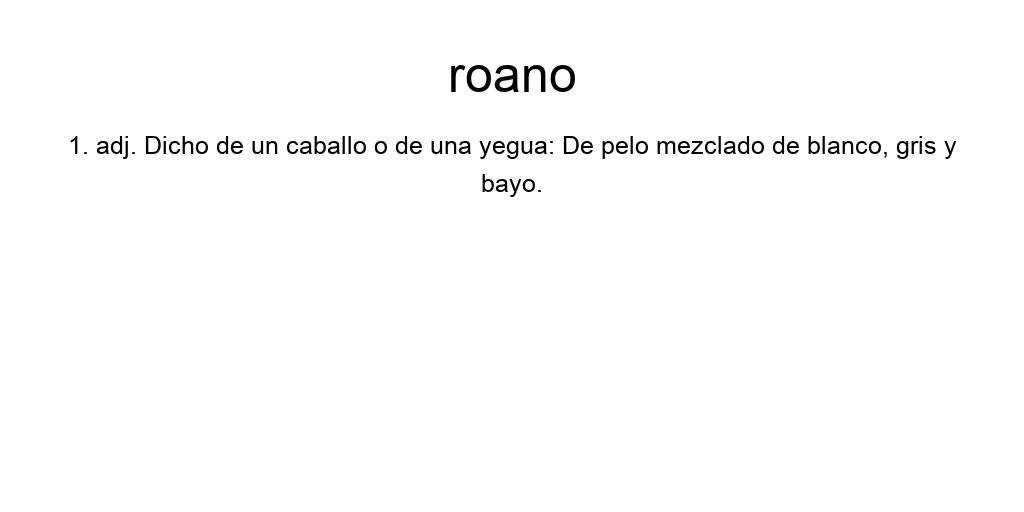 roano
1. adj. Dicho de un caballo o de una yegua: De pelo mezclado de blanco, gris y
bayo.